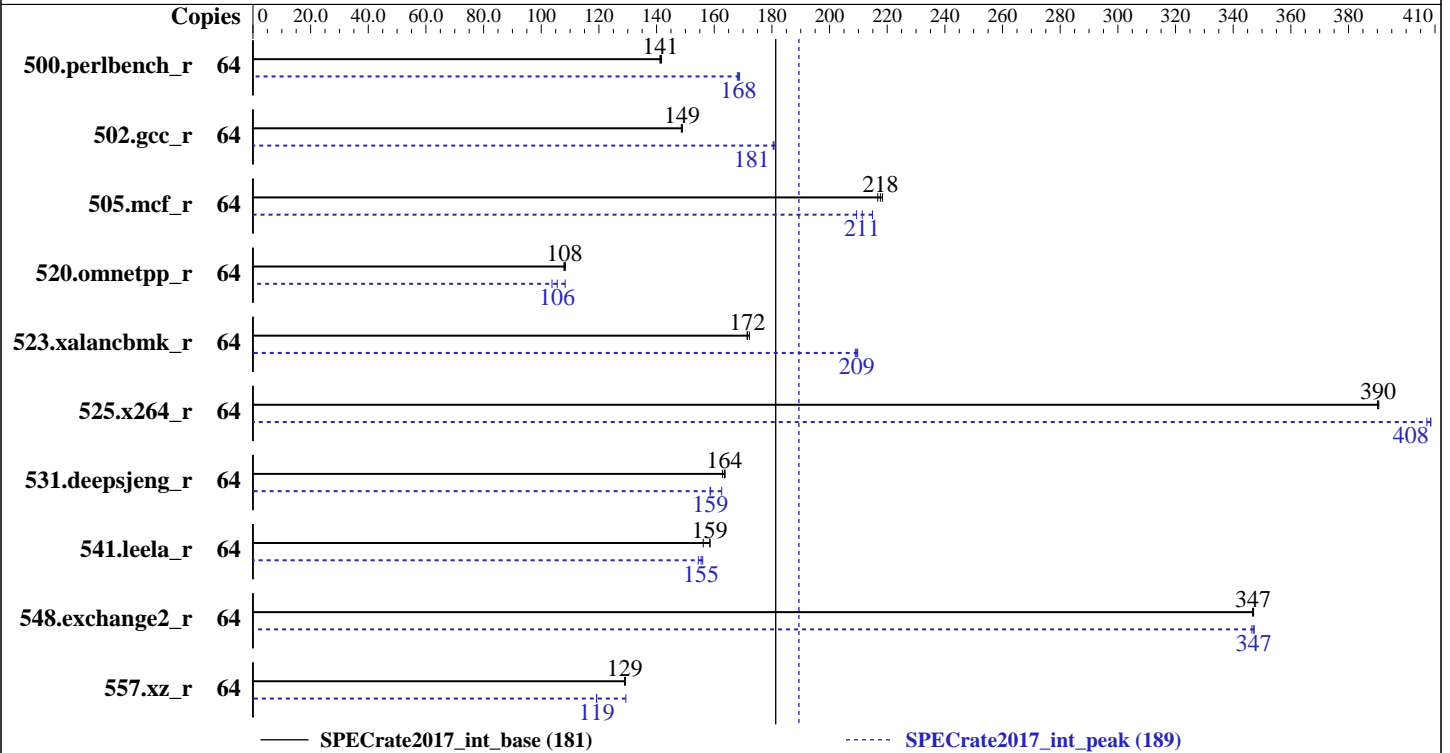 Copies 0 20.0 40.0 60.0 80.0 100 120 140 160 180 200 220 240 260 280 300 320 340 360 380 410
141
500.perlbench_r 64
168
149
502.gcc_r 64
181
218
505.mcf_r 64
211
108
520.omnetpp_r 64
106
172
523.xalancbmk_r 64
209
390
525.x264_r 64
408
164
531.deepsjeng_r 64
159
159
541.leela_r 64
155
347
548.exchange2_r 64
347
129
557.xz_r 64
119
SPECrate2017_int_base (181) SPECrate2017_int_peak (189)